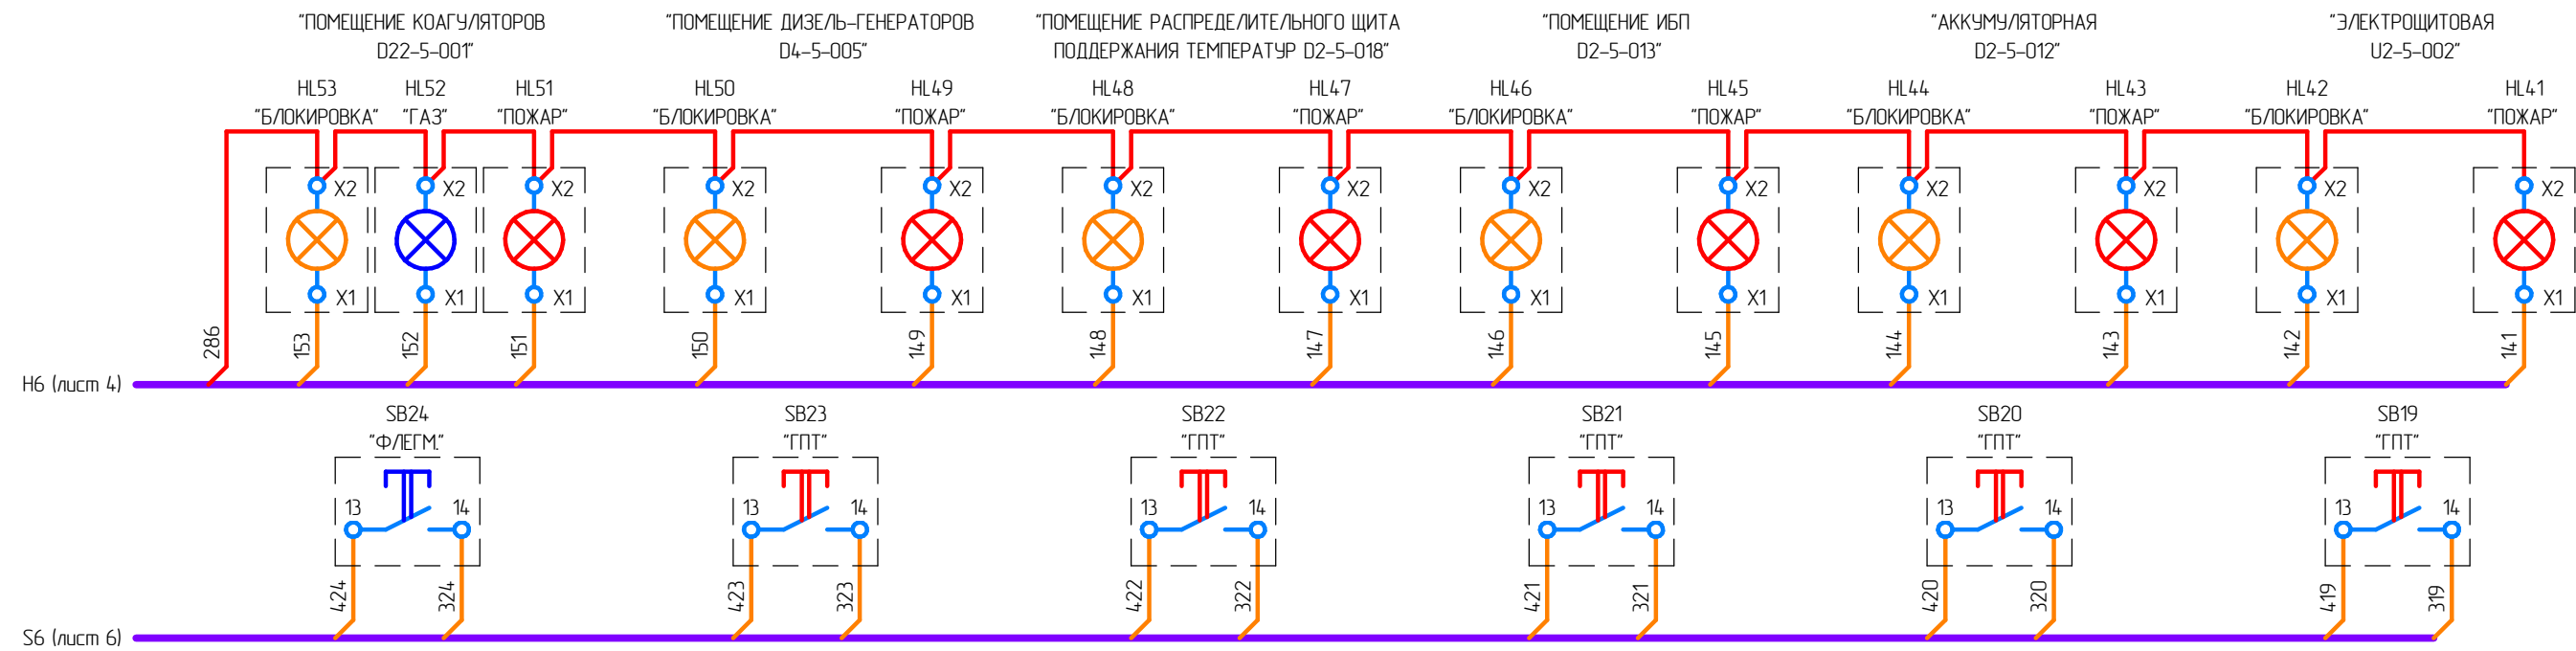 "ПОМЕЩЕНИЕ КОАГУЛЯТОРОВ
D22-5-001"
"ПОМЕЩЕНИЕ ДИЗЕЛЬ-ГЕНЕРАТОРОВ
D4-5-005"
"ПОМЕЩЕНИЕ РАСПРЕДЕЛИТЕЛЬНОГО ЩИТА
ПОДДЕРЖАНИЯ ТЕМПЕРАТУР D2-5-018"
"ПОМЕЩЕНИЕ ИБП
D2-5-013"
"АККУМУЛЯТОРНАЯ
D2-5-012"
"ЭЛЕКТРОЩИТОВАЯ
U2-5-002"
HL53
"БЛОКИРОВКА"
HL52
"ГАЗ"
HL51
"ПОЖАР"
HL50
"БЛОКИРОВКА"
HL49
"ПОЖАР"
HL48
"БЛОКИРОВКА"
HL47
"ПОЖАР"
HL46
"БЛОКИРОВКА"
HL45
"ПОЖАР"
HL44
"БЛОКИРОВКА"
HL43
"ПОЖАР"
HL42
"БЛОКИРОВКА"
HL41
"ПОЖАР"
X2
X2
X2
X2
X2
X2
X2
X2
X2
X2
X2
X2
X2
X1
X1
X1
X1
X1
X1
X1
X1
X1
X1
X1
X1
X1
286
153
152
151
150
149
148
147
146
145
144
143
142
141
H6 (лист 4)
SB24
"ФЛЕГМ."
SB23
"ГПТ"
SB22
"ГПТ"
SB21
"ГПТ"
SB20
"ГПТ"
SB19
"ГПТ"
13
14
13
14
13
14
13
14
13
14
13
14
424
324
423
323
422
322
421
321
420
320
419
319
S6 (лист 6)